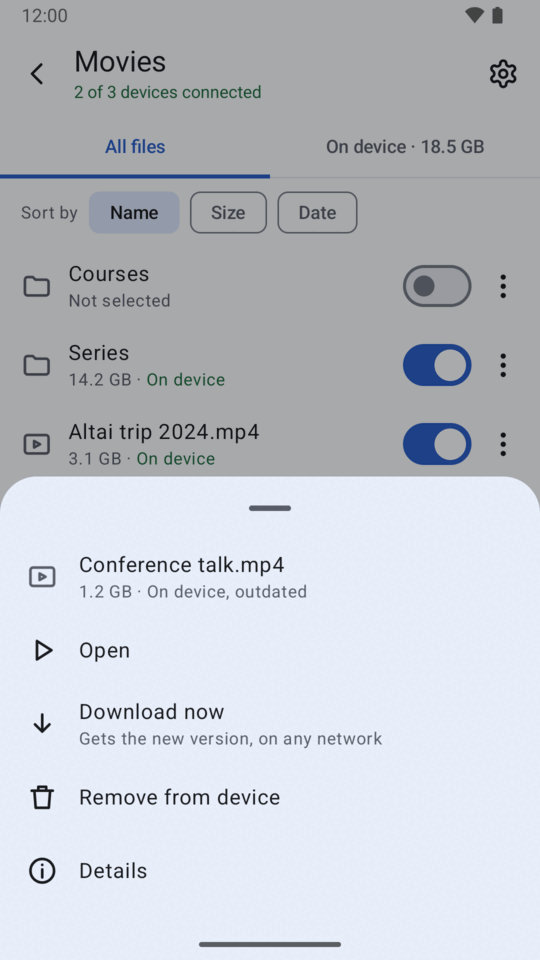 12:00
Movies
2 of 3 devices connected
All files
On device · 18.5 GB
Sort by
Name
Size
Date
Courses
Not selected
Series
14.2 GB · On device
Altai trip 2024.mp4
3.1 GB · On device
Conference talk.mp4
1.2 GB · On device, outdated
Open
Download now
Gets the new version, on any network
Remove from device
Details